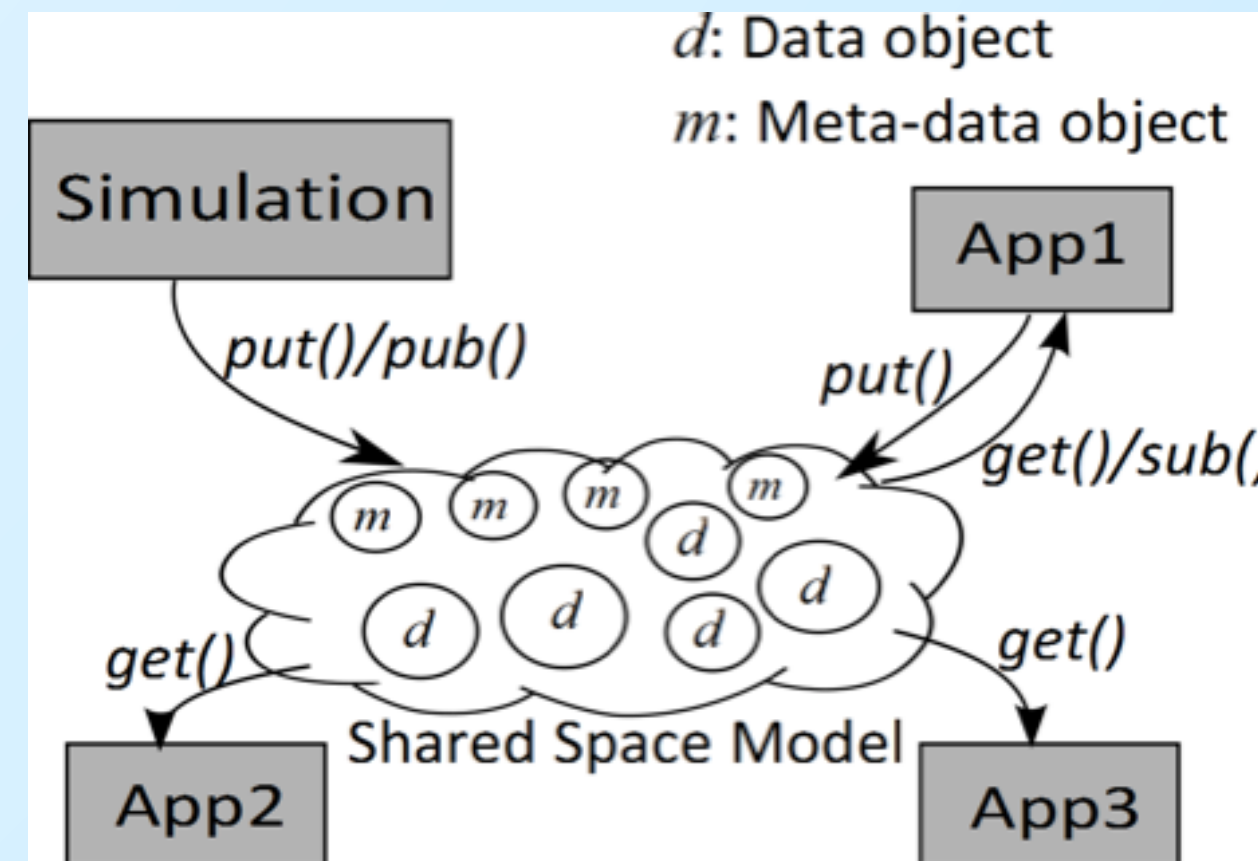 d: Data object
m: Meta-data object
Simulation
App1
put()/pub()
put()
get()/sub()
m
m
m
m
d
d
d
d
d
get()
get()
Shared Space Model
App2
App3